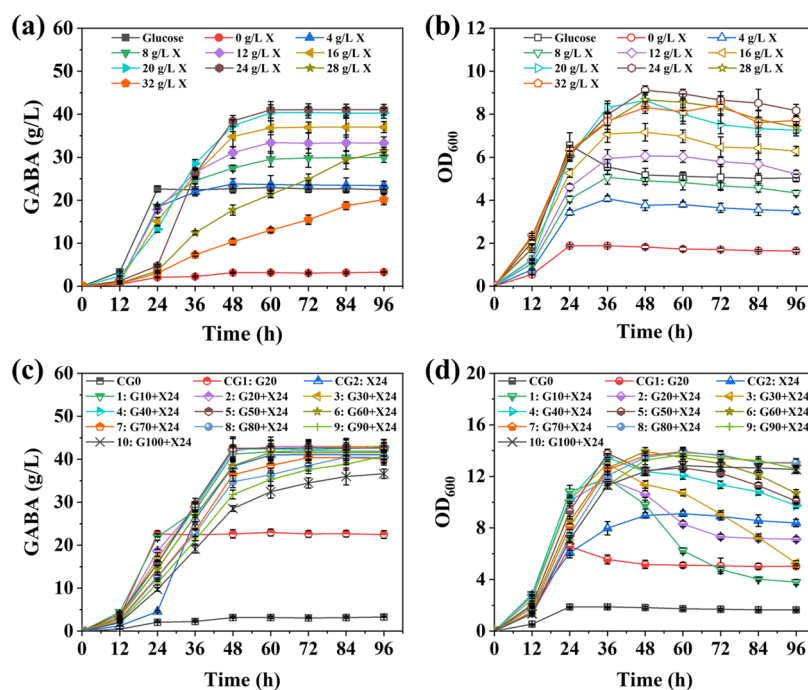 (a)
60
50
40
30
20
10
0
GABA (g/L)
Glucose 0 g/L X 4 g/L X
8 g/L X 12 g/L X 16 g/L X
20 g/L X 24 g/L X 28 g/L X
32 g/L X
0 12 24 36 48 60 72 84 96
Time (h)
(b)
12
10
8
6
4
2
0
OD600
Glucose 0 g/L X 4 g/L X
8 g/L X 12 g/L X 16 g/L X
20 g/L X 24 g/L X 28 g/L X
32 g/L X
0 12 24 36 48 60 72 84 96
Time (h)
(c)
60
50
40
30
20
10
0
GABA (g/L)
CG0 CG1: G20 CG2: X24
1: G10+X24 2: G20+X24 3: G30+X24
4: G40+X24 5: G50+X24 6: G60+X24
7: G70+X24 8: G80+X24 9: G90+X24
10: G100+X24
0 12 24 36 48 60 72 84 96
Time (h)
(d)
20
16
12
8
4
0
OD600
CG0 CG1: G20 CG2: X24
1: G10+X24 2: G20+X24 3: G30+X24
4: G40+X24 5: G50+X24 6: G60+X24
7: G70+X24 8: G80+X24 9: G90+X24
10: G100+X24
0 12 24 36 48 60 72 84 96
Time (h)